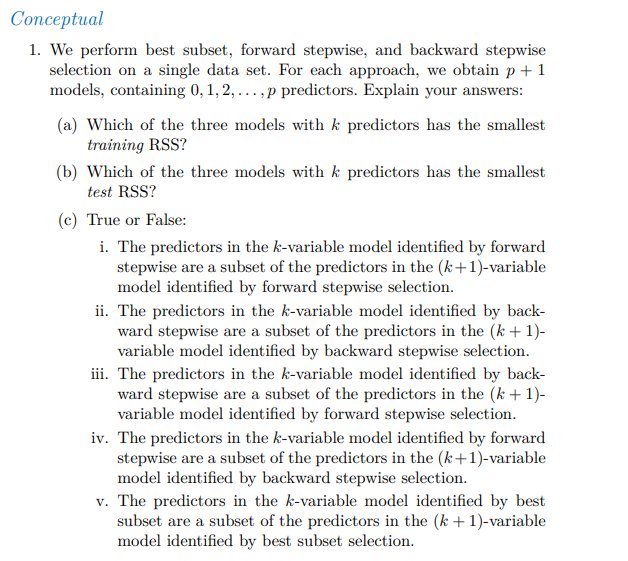 Conceptual
1. We perform best subset, forward stepwise, and backward stepwise
selection on a single data set. For each approach, we obtain p + 1
models, containing 0, 1, 2, . . . , p predictors. Explain your answers:
(a) Which of the three models with k predictors has the smallest
training RSS?
(b) Which of the three models with k predictors has the smallest
test RSS?
(c) True or False:
i. The predictors in the k-variable model identified by forward
stepwise are a subset of the predictors in the (k+1)-variable
model identified by forward stepwise selection.
ii. The predictors in the k-variable model identified by back-
ward stepwise are a subset of the predictors in the (k + 1)-
variable model identified by backward stepwise selection.
iii. The predictors in the k-variable model identified by back-
ward stepwise are a subset of the predictors in the (k + 1)-
variable model identified by forward stepwise selection.
iv. The predictors in the k-variable model identified by forward
stepwise are a subset of the predictors in the (k+1)-variable
model identified by backward stepwise selection.
v. The predictors in the k-variable model identified by best
subset are a subset of the predictors in the (k + 1)-variable
model identified by best subset selection.